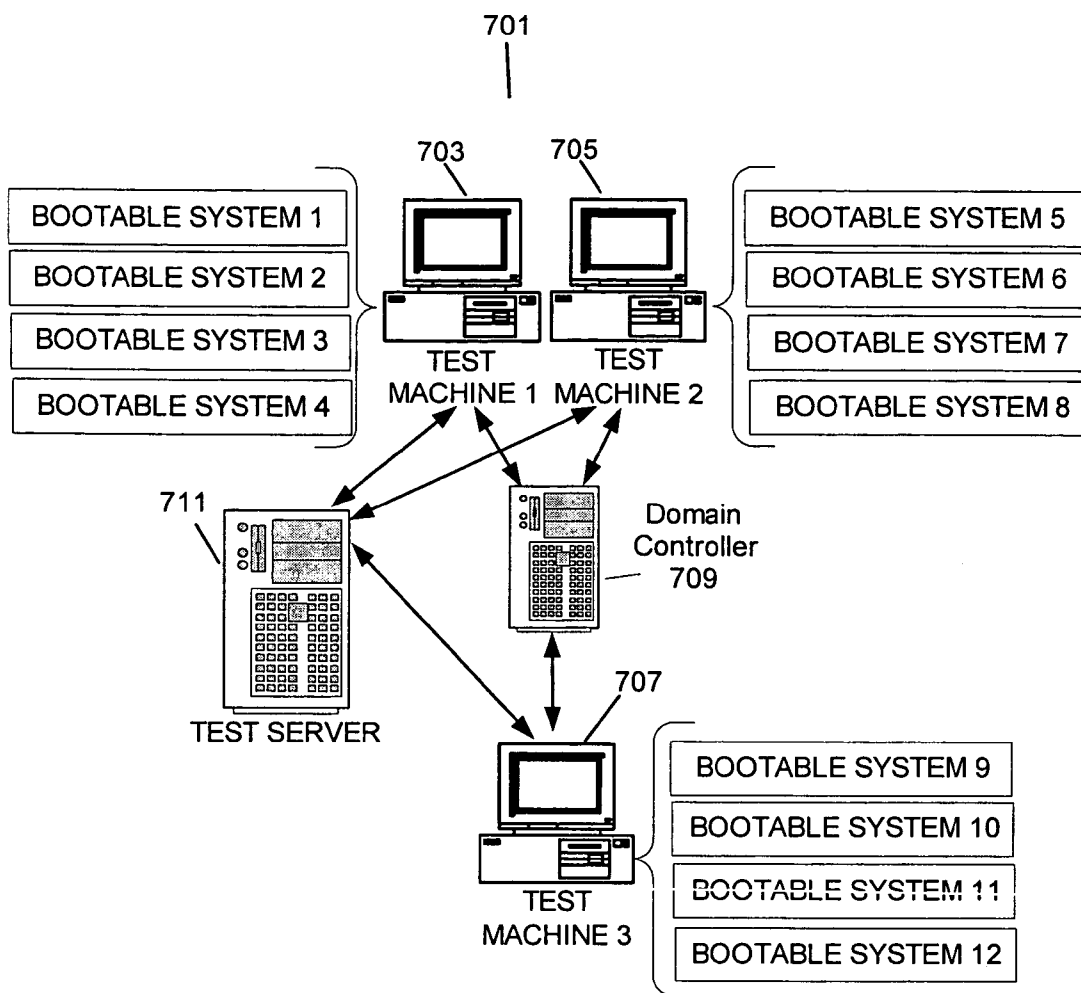 701
703
705
BOOTABLE SYSTEM 1
BOOTABLE SYSTEM 2
BOOTABLE SYSTEM 3
BOOTABLE SYSTEM 4
TEST
MACHINE 1
TEST
MACHINE 2
BOOTABLE SYSTEM 5
BOOTABLE SYSTEM 6
BOOTABLE SYSTEM 7
BOOTABLE SYSTEM 8
711
TEST SERVER
Domain
Controller
709
707
TEST
MACHINE 3
BOOTABLE SYSTEM 9
BOOTABLE SYSTEM 10
BOOTABLE SYSTEM 11
BOOTABLE SYSTEM 12